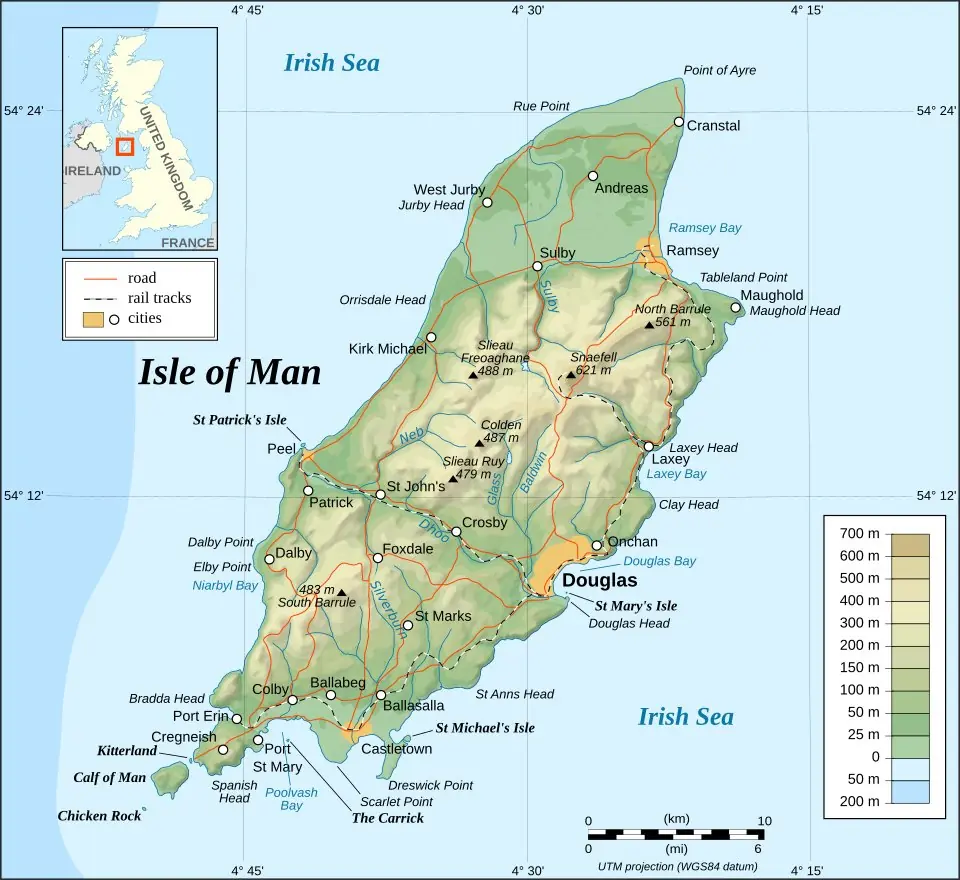 4° 45'
4° 30'
4° 15'
Irish Sea
Point of Ayre
54° 24'
Rue Point
54° 24'
Cranstal
UNITED KINGDOM
IRELAND
FRANCE
West Jurby
Jurby Head
Andreas
Ramsey Bay
Ramsey
Sulby
Sulby
road
rail tracks
cities
Tableland Point
Maughold
Maughold Head
Orrisdale Head
North Barrule
561 m
Kirk Michael
Slieau
Freoaghane
488 m
Snaefell
621 m
Isle of Man
St Patrick's Isle
Peel
Neb
Colden
487 m
Slieau Ruy
479 m
Glass
Baldwin
Laxey Head
Laxey
Laxey Bay
54° 12'
St John's
Patrick
54° 12'
Clay Head
Dhoo
Crosby
Dalby Point
Dalby
Elby Point
Niarbyl Bay
Foxdale
Onchan
Douglas Bay
Douglas
St Mary's Isle
Douglas Head
483 m
South Barrule
Silverburn
St Marks
700 m
600 m
500 m
400 m
300 m
200 m
150 m
100 m
50 m
25 m
0
50 m
200 m
Bradda Head
Colby
Ballabeg
Ballasalla
St Anns Head
Port Erin
Cregneish
Kitterland
Calf of Man
Chicken Rock
Port
St Mary
Spanish
Head
Poolvash
Bay
Castletown
St Michael's Isle
Dreswick Point
Scarlet Point
The Carrick
Irish Sea
0 (km) 10
0 (mi) 6
UTM projection (WGS84 datum)
4° 45'
4° 30'
4° 15'